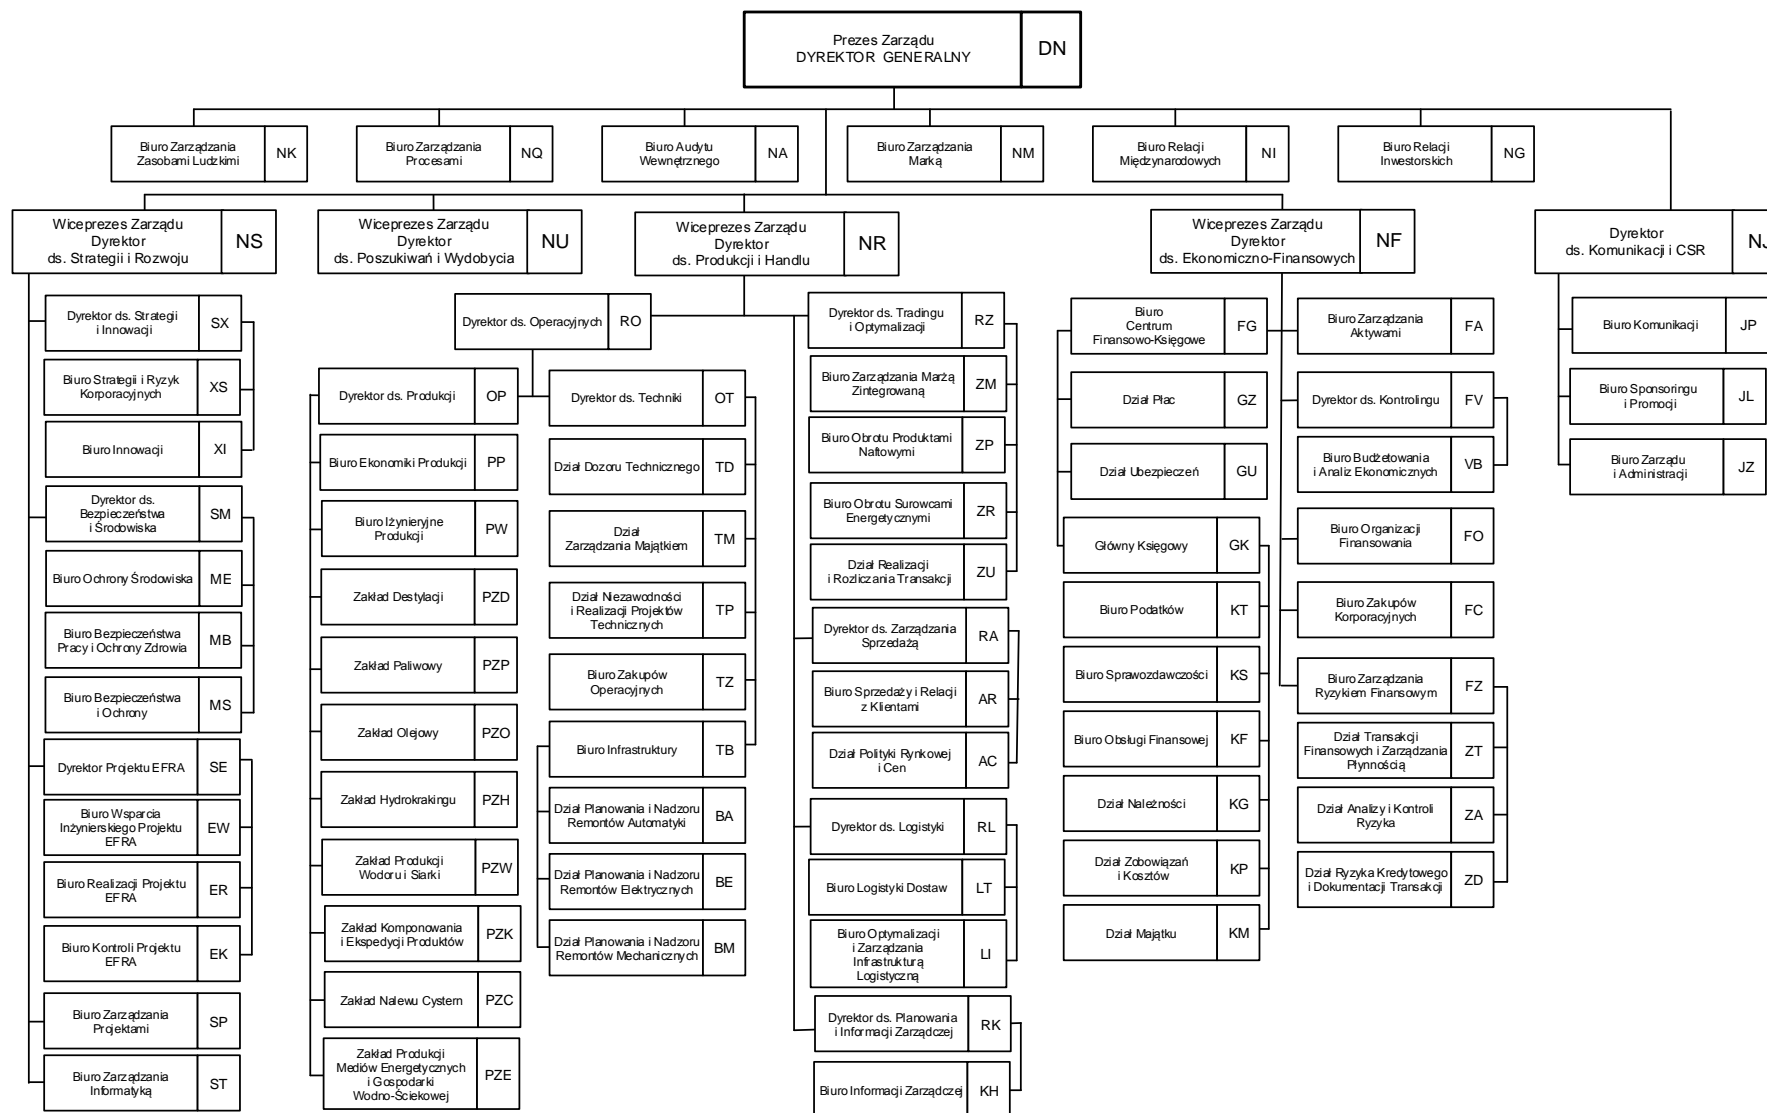 Prezes Zarządu
DYREKTOR GENERALNY
DN
Biuro Zarządzania
Zasobami Ludzkimi
NK
Biuro Zarządzania
Procesami
NQ
Biuro Audytu
Wewnętrznego
NA
Biuro Zarządzania
Marką
NM
Biuro Relacji
Międzynarodowych
NI
Biuro Relacji
Inwestorskich
NG
Wiceprezes Zarządu
Dyrektor
ds. Strategii i Rozwoju
NS
Wiceprezes Zarządu
Dyrektor
ds. Poszukiwań i Wydobycia
NU
Wiceprezes Zarządu
Dyrektor
ds. Produkcji i Handlu
NR
Wiceprezes Zarządu
Dyrektor
ds. Ekonomiczno-Finansowych
NF
Dyrektor
ds. Komunikacji i CSR
NJ
Dyrektor ds. Strategii
i Innowacji
SX
Biuro Strategii i Ryzyk
Korporacyjnych
XS
Biuro Innowacji
XI
Dyrektor ds.
Bezpieczeństwa
i Środowiska
SM
Biuro Ochrony Środowiska
ME
Biuro Bezpieczeństwa
Pracy i Ochrony Zdrowia
MB
Biuro Bezpieczeństwa
i Ochrony
MS
Dyrektor Projektu EFRA
SE
Biuro Wsparcia
Inżynierskiego Projektu
EFRA
EW
Biuro Realizacji Projektu
EFRA
ER
Biuro Kontroli Projektu
EFRA
EK
Biuro Zarządzania
Projektami
SP
Biuro Zarządzania
Informatyką
ST
Dyrektor ds. Operacyjnych
RO
Dyrektor ds. Produkcji
OP
Biuro Ekonomiki Produkcji
PP
Biuro Iżynieryjne
Produkcji
PW
Zakład Destylacji
PZD
Zakład Paliwowy
PZP
Zakład Olejowy
PZO
Zakład Hydrokrakingu
PZH
Zakład Produkcji
Wodoru i Siarki
PZW
Zakład Komponowania
i Ekspedycji Produktów
PZK
Zakład Nalewu Cystern
PZC
Zakład Produkcji
Mediów Energetycznych
i Gospodarki
Wodno-Ściekowej
PZE
Dyrektor ds. Techniki
OT
Dział Dozoru Technicznego
TD
Dział
Zarządzania Majątkiem
TM
Dział Niezawodności
i Realizacji Projektów
Technicznych
TP
Biuro Zakupów
Operacyjnych
TZ
Biuro Infrastruktury
TB
Dział Planowania i Nadzoru
Remontów Automatyki
BA
Dział Planowania i Nadzoru
Remontów Elektrycznych
BE
Dział Planowania i Nadzoru
Remontów Mechanicznych
BM
Dyrektor ds. Tradingu
i Optymalizacji
RZ
Biuro Zarządzania Marżą
Zintegrowaną
ZM
Biuro Obrotu Produktami
Naftowymi
ZP
Biuro Obrotu Surowcami
Energetycznymi
ZR
Dział Realizacji
i Rozliczania Transakcji
ZU
Dyrektor ds. Zarządzania
Sprzedażą
RA
Biuro Sprzedaży i Relacji
z Klientami
AR
Dział Polityki Rynkowej
i Cen
AC
Dyrektor ds. Logistyki
RL
Biuro Logistyki Dostaw
LT
Biuro Optymalizacji
i Zarządzania
Infrastrukturą
Logistyczną
LI
Dyrektor ds. Planowania
i Informacji Zarządczej
RK
Biuro Informacji Zarządczej
KH
Biuro
Centrum
Finansowo-Księgowe
FG
Dział Płac
GZ
Dział Ubezpieczeń
GU
Główny Księgowy
GK
Biuro Podatków
KT
Biuro Sprawozdawczości
KS
Biuro Obsługi Finansowej
KF
Dział Należności
KG
Dział Zobowiązań
i Kosztów
KP
Dział Majątku
KM
Biuro Zarządzania
Aktywami
FA
Dyrektor ds. Kontrolingu
FV
Biuro Budżetowania
i Analiz Ekonomicznych
VB
Biuro Organizacji
Finansowania
FO
Biuro Zakupów
Korporacyjnych
FC
Biuro Zarządzania
Ryzykiem Finansowym
FZ
Dział Transakcji
Finansowych i Zarządzania
Płynnością
ZT
Dział Analizy i Kontroli
Ryzyka
ZA
Dział Ryzyka Kredytowego
i Dokumentacji Transakcji
ZD
Biuro Komunikacji
JP
Biuro Sponsoringu
i Promocji
JL
Biuro Zarządu
i Administracji
JZ